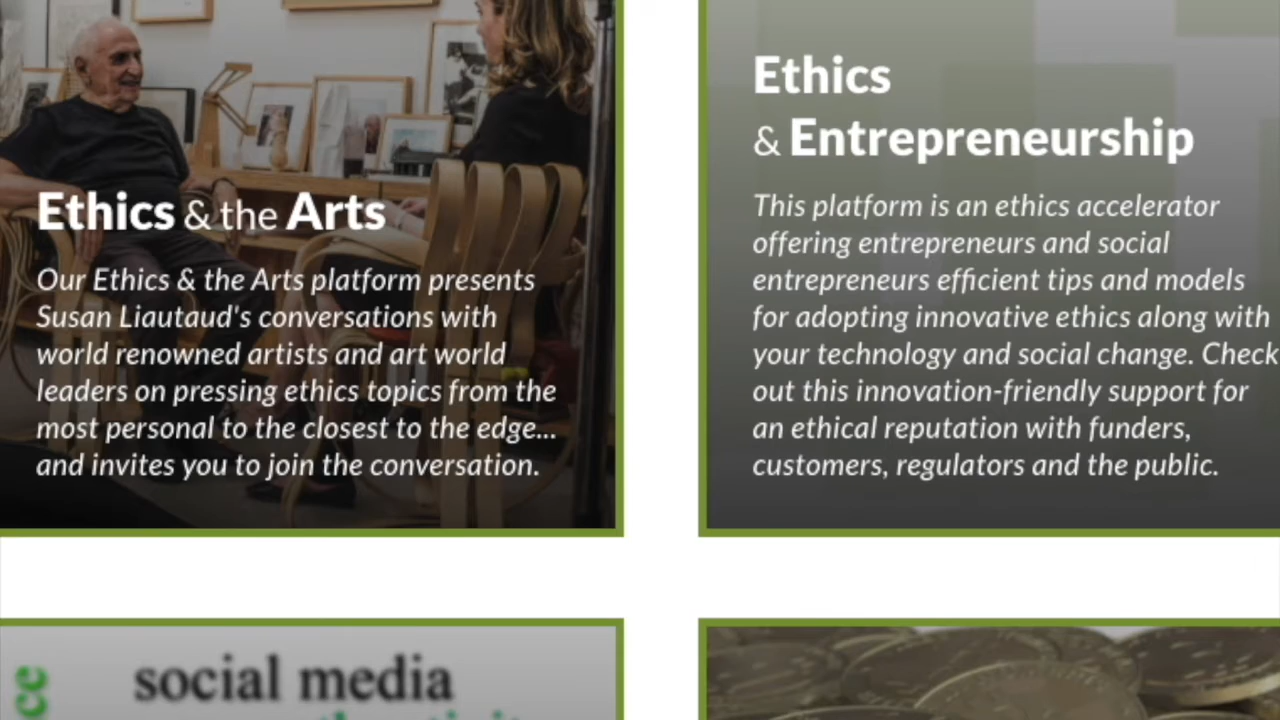 Ethics & the Arts
Our Ethics & the Arts platform presents
Susan Liautaud's conversations with
world renowned artists and art world
leaders on pressing ethics topics from the
most personal to the closest to the edge...
and invites you to join the conversation.
Ethics
& Entrepreneurship
This platform is an ethics accelerator
offering entrepreneurs and social
entrepreneurs efficient tips and models
for adopting innovative ethics along with
your technology and social change. Check
out this innovation-friendly support for
an ethical reputation with funders,
customers, regulators and the public.
social media